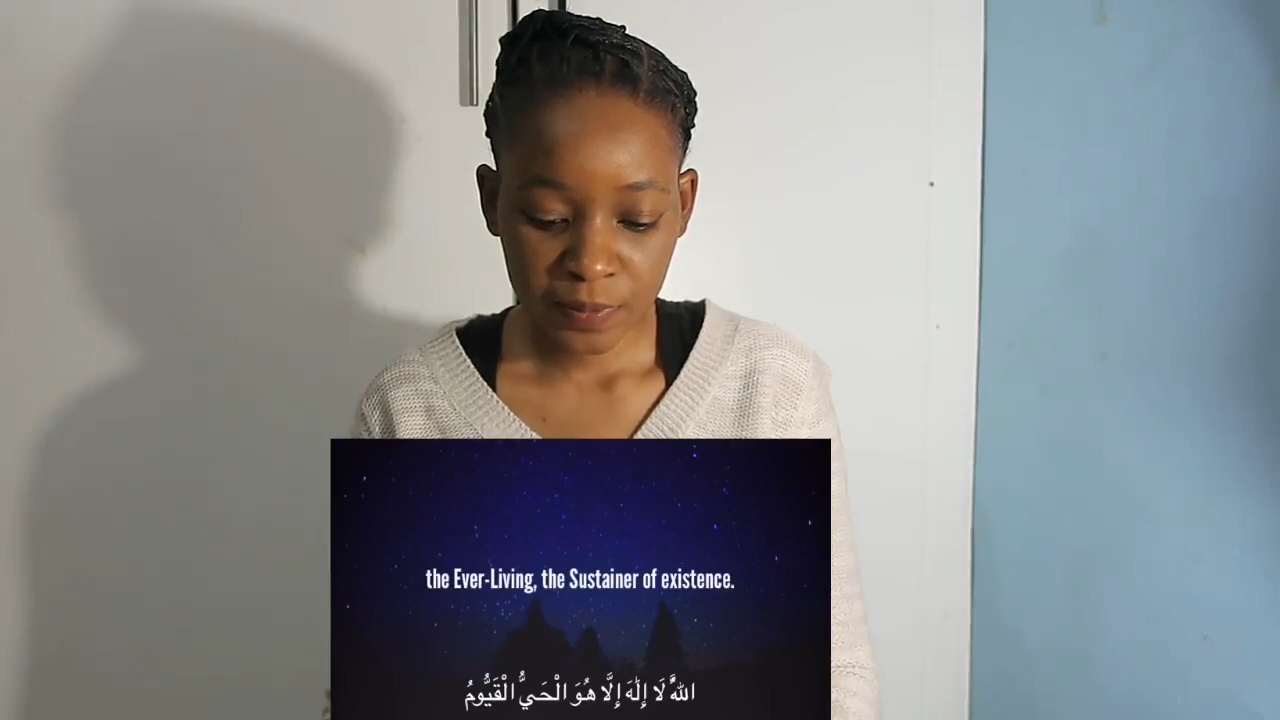 the Ever-Living, the Sustainer of existence.
اللَّهُ لَا إِلَٰهَ إِلَّا هُوَ الْحَيُّ الْقَيُّومُ